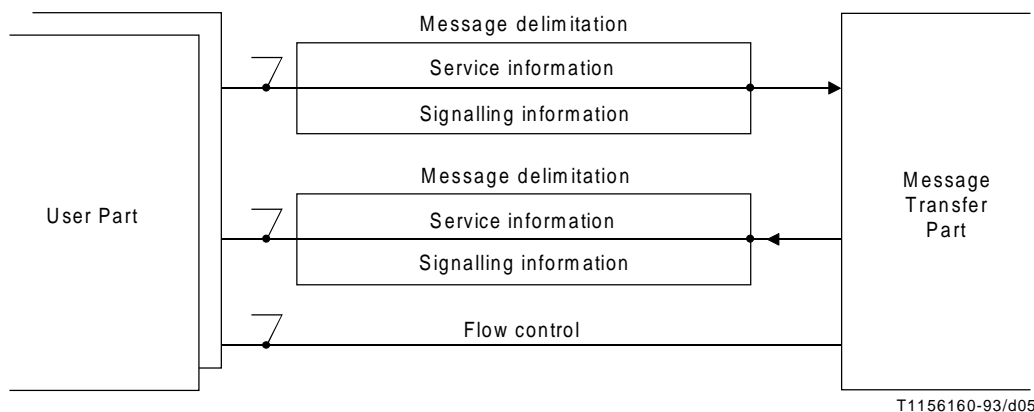 Message delimitation
Service information
Signalling information
User Part
Message delimitation
Service information
Signalling information
Message
Transfer
Part
Flow control
T1156160-93/d05